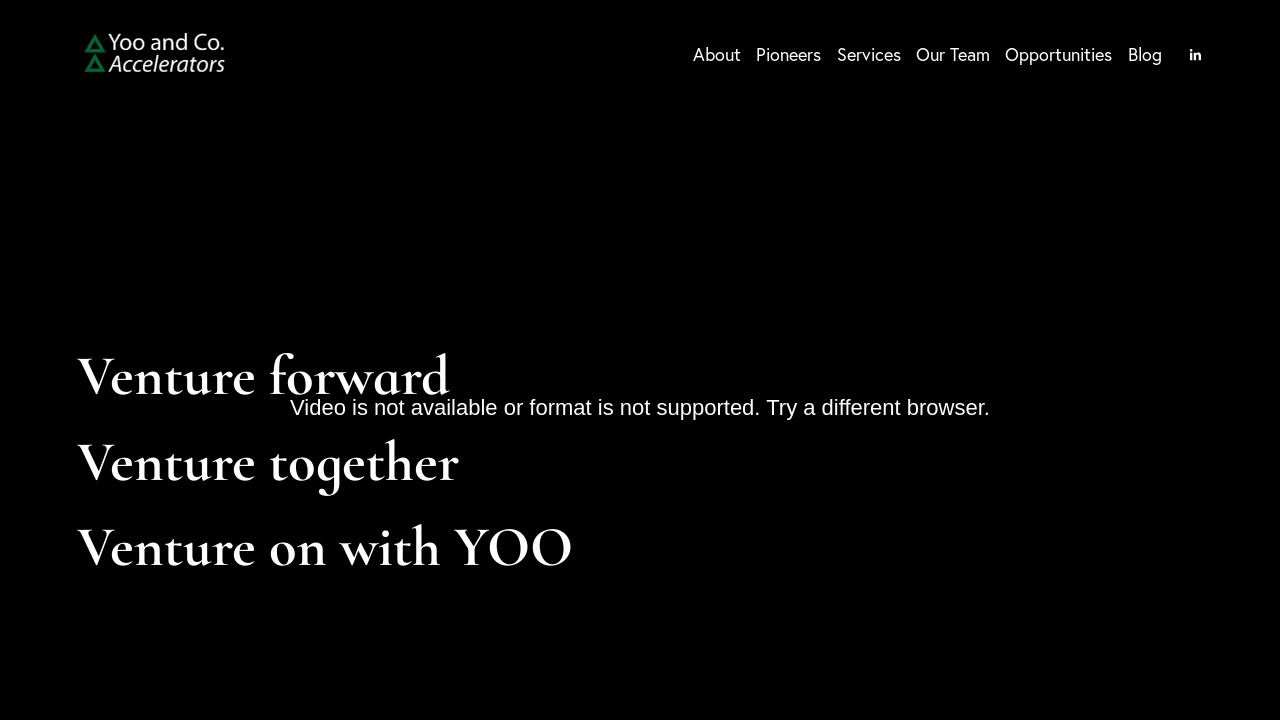 Yoo and Co.
Accelerators
About Pioneers Services Our Team Opportunities Blog in
Venture forward
Video is not available or format is not supported. Try a different browser.
Venture together
Venture on with YOO